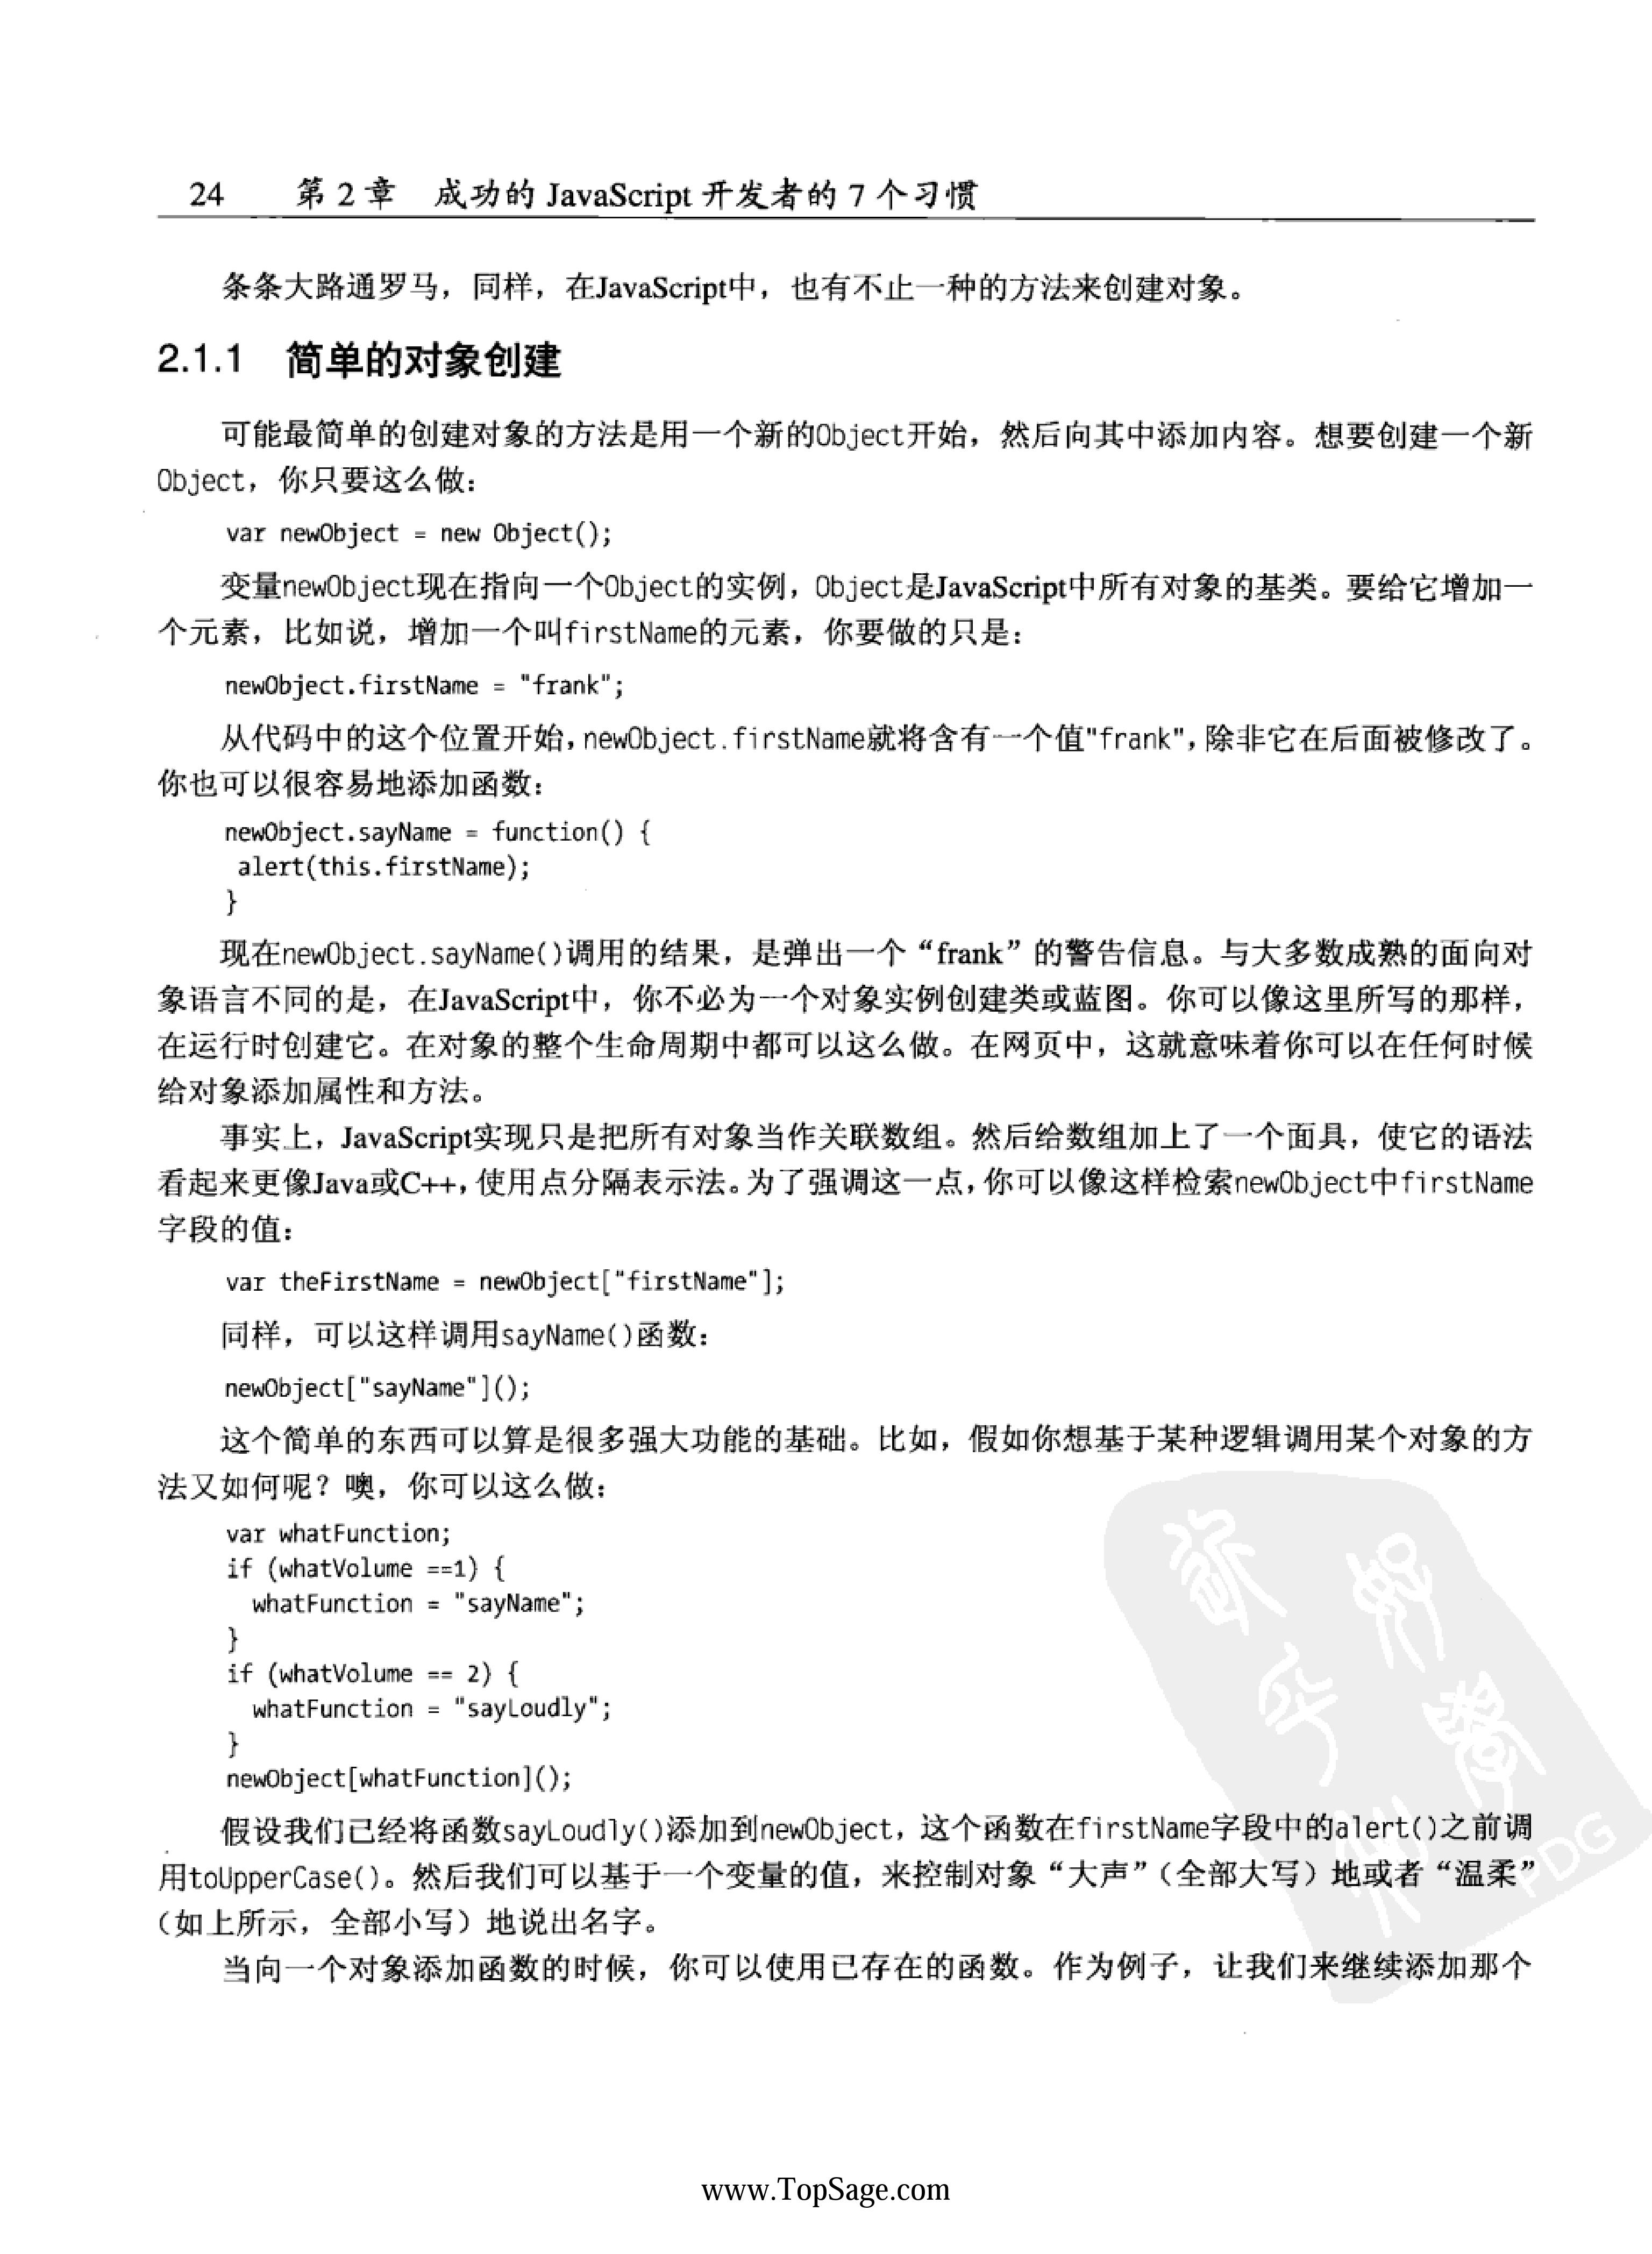 24 第 2 章 成功的 JavaScript 开发者的 7 个习惯
条条大路通罗马，同样，在JavaScript中，也有不止一种的方法来创建对象。
2.1.1 简单的对象创建
可能最简单的创建对象的方法是用一个新的Object开始，然后向其中添加内容。想要创建一个新
Object，你只要这么做：
var newObject = new Object();
变量newObject现在指向一个Object的实例，Object是JavaScript中所有对象的基类。要给它增加一
个元素，比如说，增加一个叫firstName的元素，你要做的只是：
newObject.firstName = "frank";
从代码中的这个位置开始，newObject.firstName就将含有一个值"frank"，除非它在后面被修改了。
你也可以很容易地添加函数：
newObject.sayName = function() {
alert(this.firstName);
}
现在newObject.sayName()调用的结果，是弹出一个“frank”的警告信息。与大多数成熟的面向对
象语言不同的是，在JavaScript中，你不必为一个对象实例创建类或蓝图。你可以像这里所写的那样，
在运行时创建它。在对象的整个生命周期中都可以这么做。在网页中，这就意味着你可以在任何时候
给对象添加属性和方法。
事实上，JavaScript实现只是把所有对象当作关联数组。然后给数组加上了一个面具，使它的语法
看起来更像Java或C++，使用点分隔表示法。为了强调这一点，你可以像这样检索newObject中firstName
字段的值：
var theFirstName = newObject["firstName"];
同样，可以这样调用sayName()函数：
newObject["sayName"]();
这个简单的东西可以算是很多强大功能的基础。比如，假如你想基于某种逻辑调用某个对象的方
法又如何呢？噢，你可以这么做：
var whatFunction;
if (whatVolume ==1) {
whatFunction = "sayName";
}
if (whatVolume == 2) {
whatFunction = "sayLoudly";
}
newObject[whatFunction]();
假设我们已经将函数sayLoudly()添加到newObject，这个函数在firstName字段中的alert()之前调
用toUpperCase()。然后我们可以基于一个变量的值，来控制对象“大声”（全部大写）地或者“温柔”
（如上所示，全部小写）地说出名字。
当向一个对象添加函数的时候，你可以使用已存在的函数。作为例子，让我们来继续添加那个
PDG
www.TopSage.com